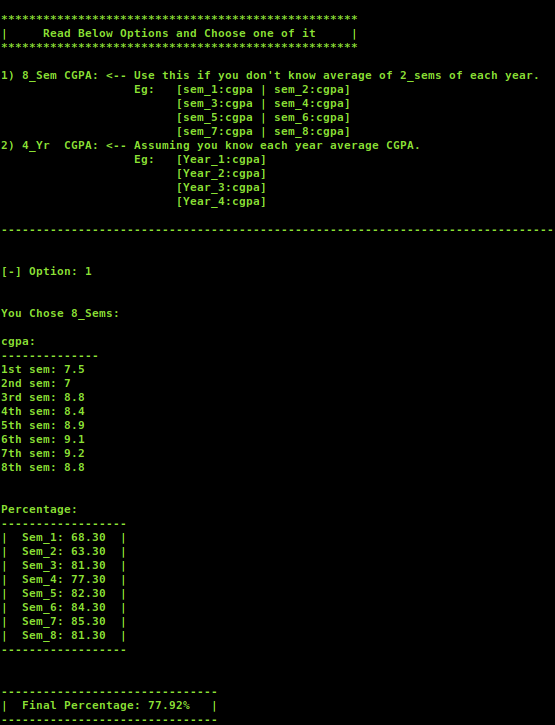 ***************************************************
|     Read Below Options and Choose one of it     |
***************************************************
1) 8_Sem CGPA: <-- Use this if you don't know average of 2_sems of each year.
                   Eg:   [sem_1:cgpa | sem_2:cgpa]
                         [sem_3:cgpa | sem_4:cgpa]
                         [sem_5:cgpa | sem_6:cgpa]
                         [sem_7:cgpa | sem_8:cgpa]
2) 4_Yr  CGPA: <-- Assuming you know each year average CGPA.
                   Eg:   [Year_1:cgpa]
                         [Year_2:cgpa]
                         [Year_3:cgpa]
                         [Year_4:cgpa]
-------------------------------------------------------------------------------
[-] Option: 1
You Chose 8_Sems:
cgpa:
--------------
1st sem: 7.5
2nd sem: 7
3rd sem: 8.8
4th sem: 8.4
5th sem: 8.9
6th sem: 9.1
7th sem: 9.2
8th sem: 8.8
Percentage:
------------------
|  Sem_1: 68.30  |
|  Sem_2: 63.30  |
|  Sem_3: 81.30  |
|  Sem_4: 77.30  |
|  Sem_5: 82.30  |
|  Sem_6: 84.30  |
|  Sem_7: 85.30  |
|  Sem_8: 81.30  |
------------------
-------------------------------
|  Final Percentage: 77.92%   |
-------------------------------